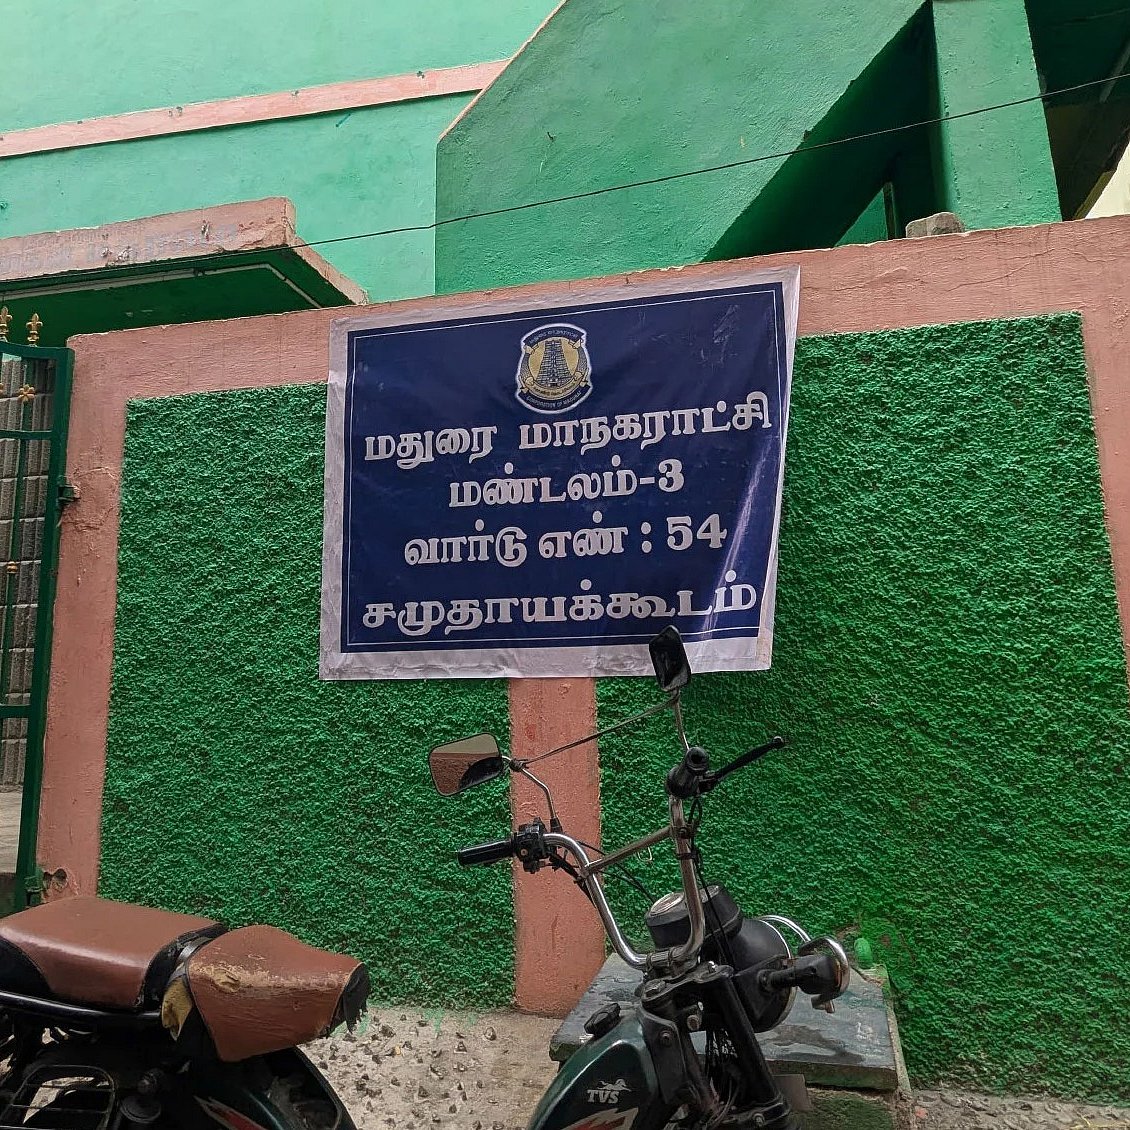 மதுரை மாநகராட்சி
மண்டலம்-3
வார்டு எண் : 54
சமுதாயக்கூடம்
TVS